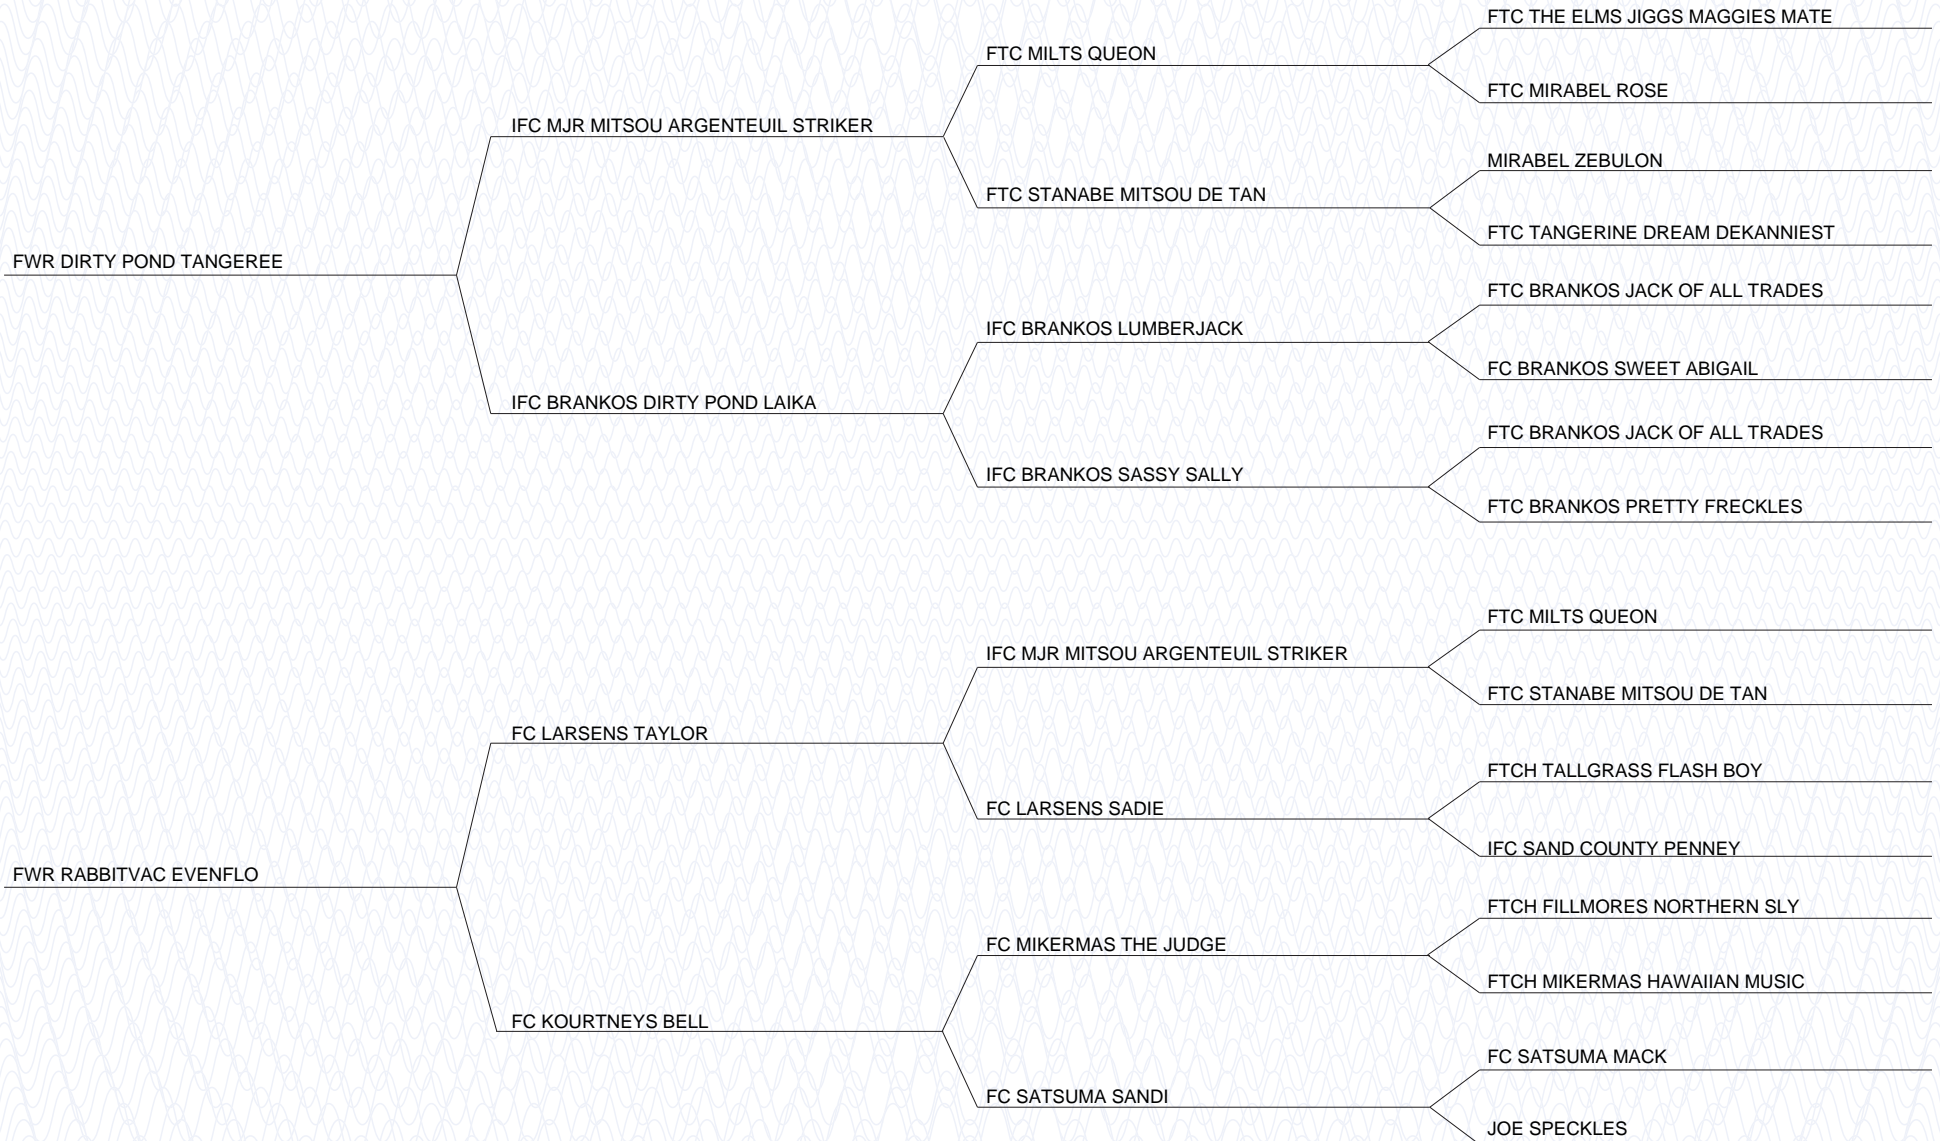 FTC THE ELMS JIGGS MAGGIES MATE
FTC MILTS QUEON
FTC MIRABEL ROSE
IFC MJR MITSOU ARGENTEUIL STRIKER
MIRABEL ZEBULON
FTC STANABE MITSOU DE TAN
FTC TANGERINE DREAM DEKANNIEST
FWR DIRTY POND TANGEREE
FTC BRANKOS JACK OF ALL TRADES
IFC BRANKOS LUMBERJACK
FC BRANKOS SWEET ABIGAIL
IFC BRANKOS DIRTY POND LAIKA
FTC BRANKOS JACK OF ALL TRADES
IFC BRANKOS SASSY SALLY
FTC BRANKOS PRETTY FRECKLES
FTC MILTS QUEON
IFC MJR MITSOU ARGENTEUIL STRIKER
FTC STANABE MITSOU DE TAN
FC LARSENS TAYLOR
FTCH TALLGRASS FLASH BOY
FC LARSENS SADIE
IFC SAND COUNTY PENNEY
FWR RABBITVAC EVENFLO
FTCH FILLMORES NORTHERN SLY
FC MIKERMAS THE JUDGE
FTCH MIKERMAS HAWAIIAN MUSIC
FC KOURTNEYS BELL
FC SATSUMA MACK
FC SATSUMA SANDI
JOE SPECKLES